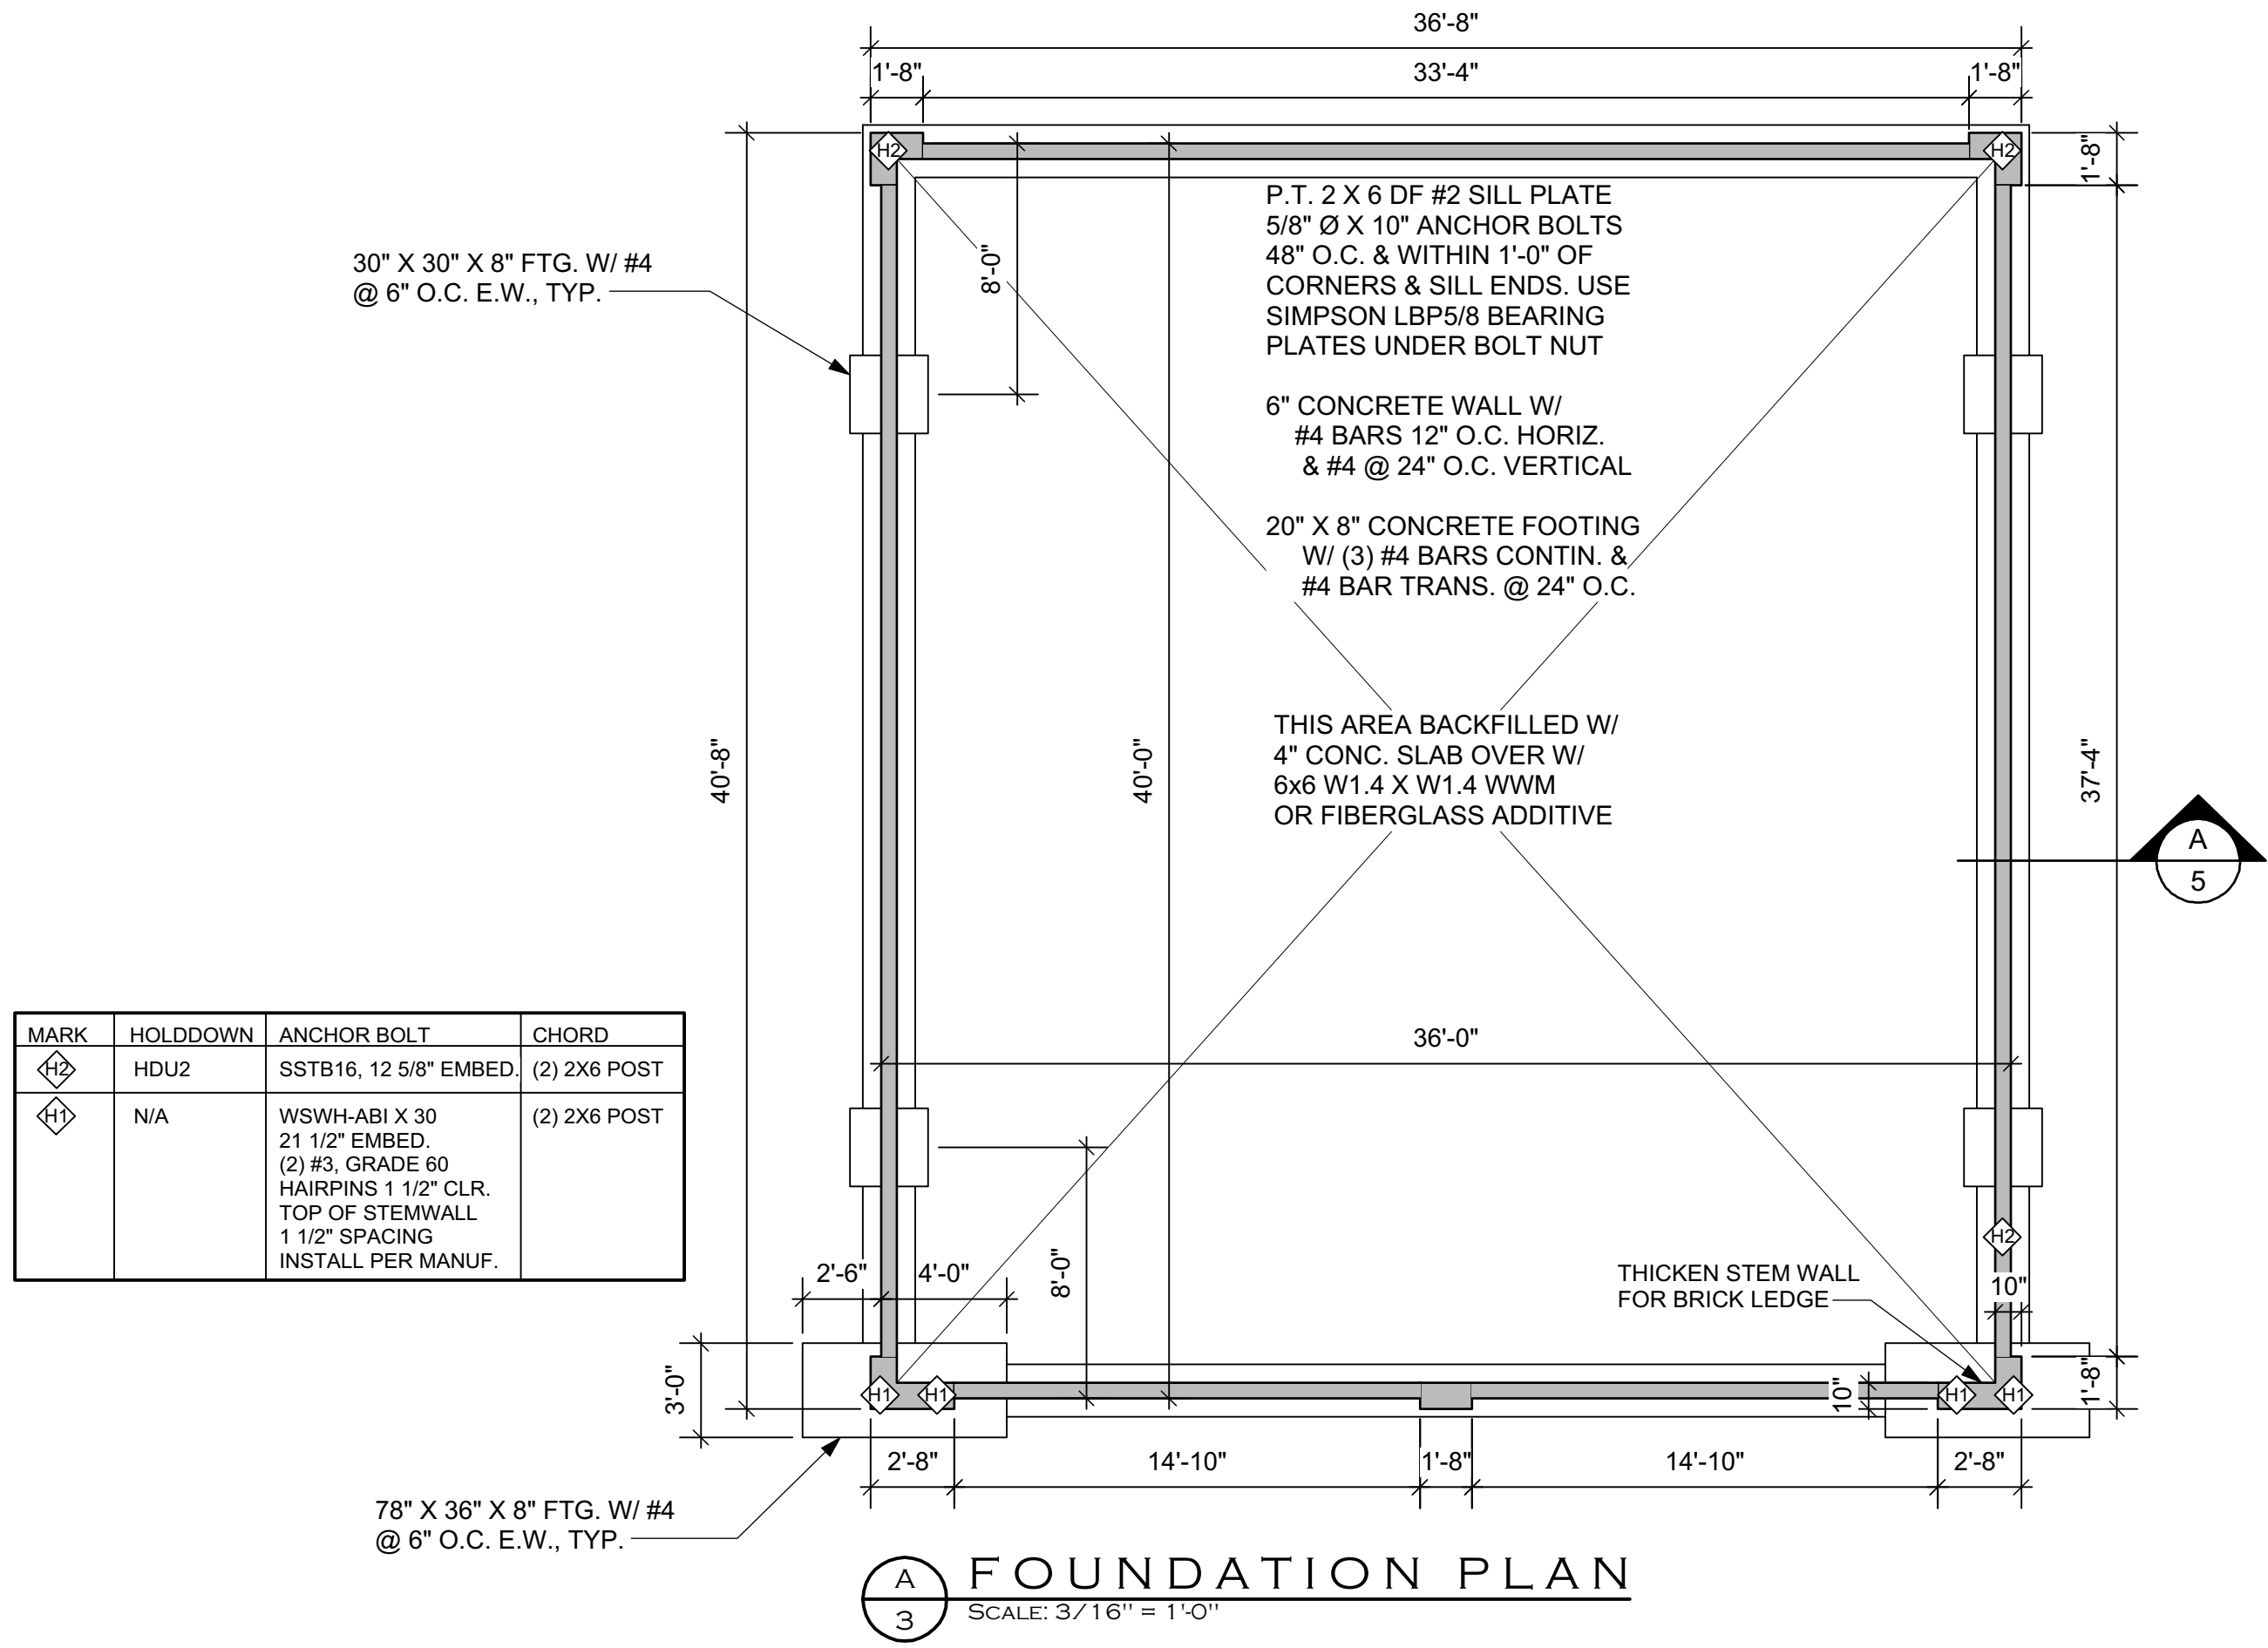 36'-8"
1'-8"
33'-4"
1'-8"
H2
H2
1'-8"
P.T. 2 X 6 DF #2 SILL PLATE
5/8" Ø X 10" ANCHOR BOLTS
48" O.C. & WITHIN 1'-0" OF
CORNERS & SILL ENDS. USE
SIMPSON LBP5/8 BEARING
PLATES UNDER BOLT NUT
8'-0"
30" X 30" X 8" FTG. W/ #4
@ 6" O.C. E.W., TYP.
6" CONCRETE WALL W/
#4 BARS 12" O.C. HORIZ.
& #4 @ 24" O.C. VERTICAL
20" X 8" CONCRETE FOOTING
W/ (3) #4 BARS CONTIN. &
#4 BAR TRANS. @ 24" O.C.
40'-8"
40'-0"
THIS AREA BACKFILLED W/
4" CONC. SLAB OVER W/
6x6 W1.4 X W1.4 WWM
OR FIBERGLASS ADDITIVE
37'-4"
A
5
36'-0"
MARK HOLDDOWN ANCHOR BOLT CHORD
H2 HDU2 SSTB16, 12 5/8" EMBED. (2) 2X6 POST
H1 N/A WSWH-ABI X 30 (2) 2X6 POST
21 1/2" EMBED.
(2) #3, GRADE 60
HAIRPINS 1 1/2" CLR.
TOP OF STEMWALL
1 1/2" SPACING
INSTALL PER MANUF.
H2
2'-6"
4'-0"
8'-0"
THICKEN STEM WALL
FOR BRICK LEDGE
10"
3'-0"
H1
H1
10"
H1
H1
1'-8"
2'-8"
14'-10"
1'-8"
14'-10"
2'-8"
78" X 36" X 8" FTG. W/ #4
@ 6" O.C. E.W., TYP.
A
3
FOUNDATION PLAN
SCALE: 3/16" = 1'-0"